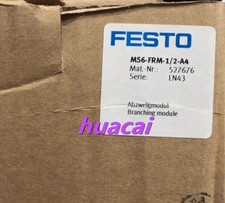 FESTO
MS6-FRM-1/2-A4
Mat.-Nr.: 527676
Serie: LN43
Abzweigmodul
Branching module
huacai